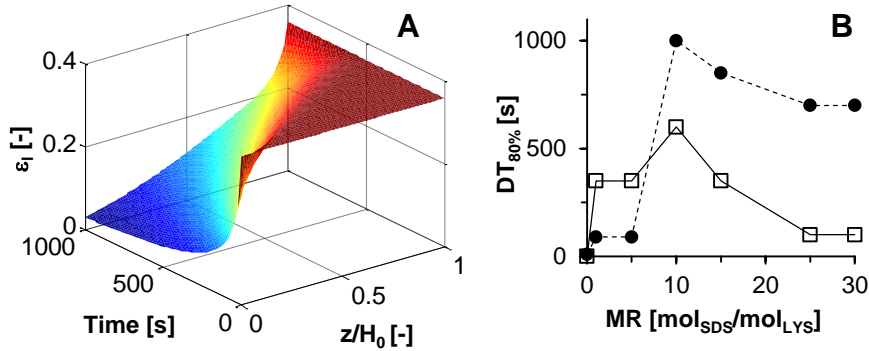 A
0.4
0.2
0
ε_l [-]
1000
500
0
Time [s]
0
0.5
1
z/H_0 [-]
B
1000
500
0
DT_80% [s]
0
10
20
30
MR [mol_SDS/mol_LYS]